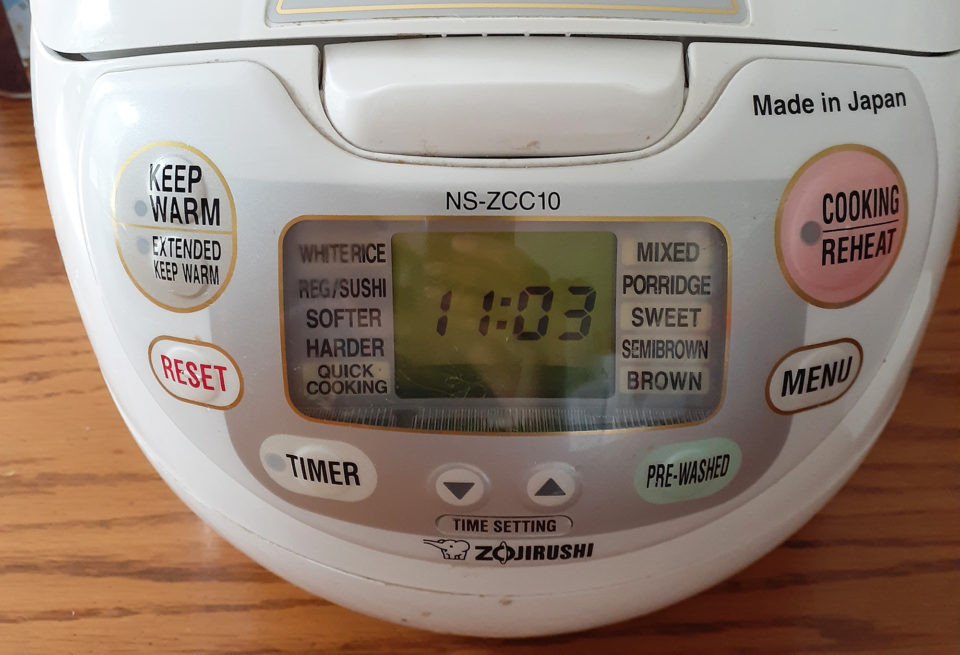 Made in Japan
KEEP
WARM
EXTENDED
KEEP WARM
NS-ZCC10
COOKING
REHEAT
WHITE RICE
REG/SUSHI
SOFTER
HARDER
QUICK
COOKING
11:03
MIXED
PORRIDGE
SWEET
SEMIBROWN
BROWN
RESET
MENU
TIMER
PRE-WASHED
TIME SETTING
ZOJIRUSHI